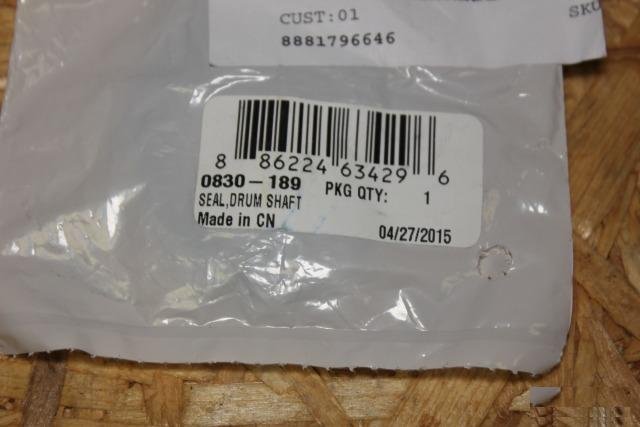 CUST:01
SKU
8881796646
8 86224 63429 6
0830-189 PKG QTY: 1
SEAL,DRUM SHAFT
Made in CN 04/27/2015